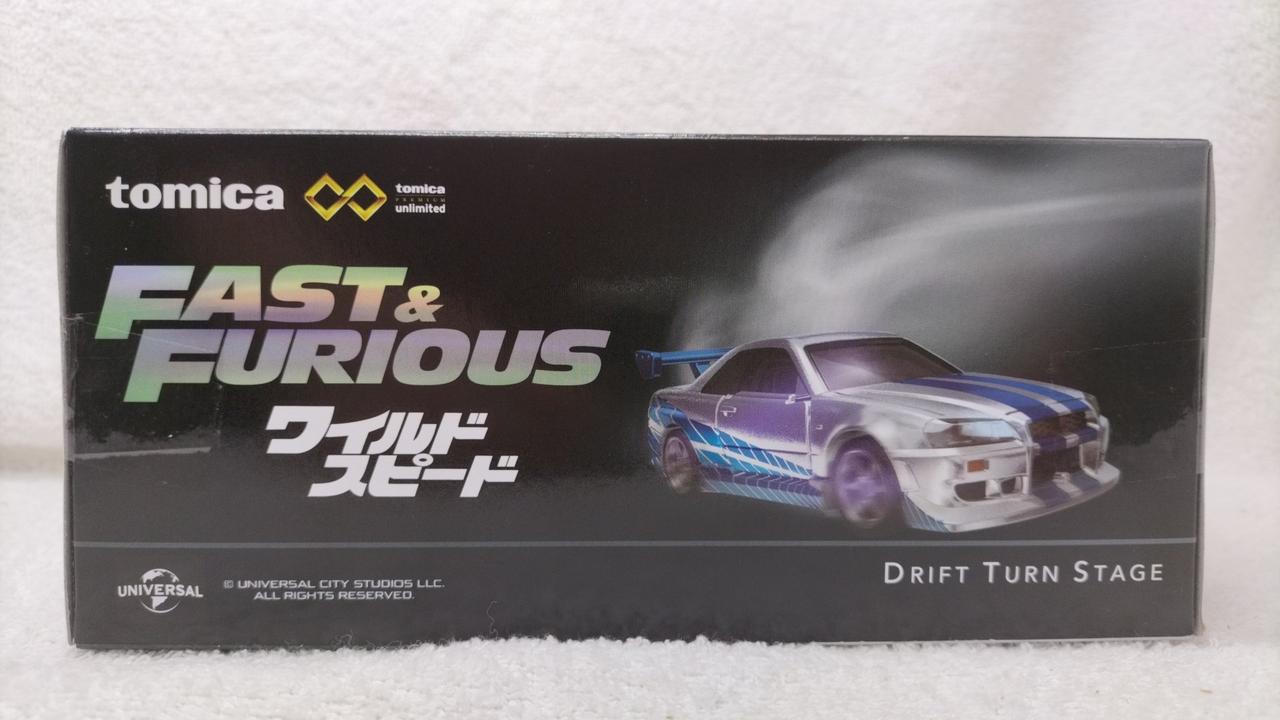 tomica
tomica
PREMIUM
unlimited
FAST &
FURIOUS
ワイルド
スピード
UNIVERSAL
© UNIVERSAL CITY STUDIOS LLC.
ALL RIGHTS RESERVED.
DRIFT TURN STAGE